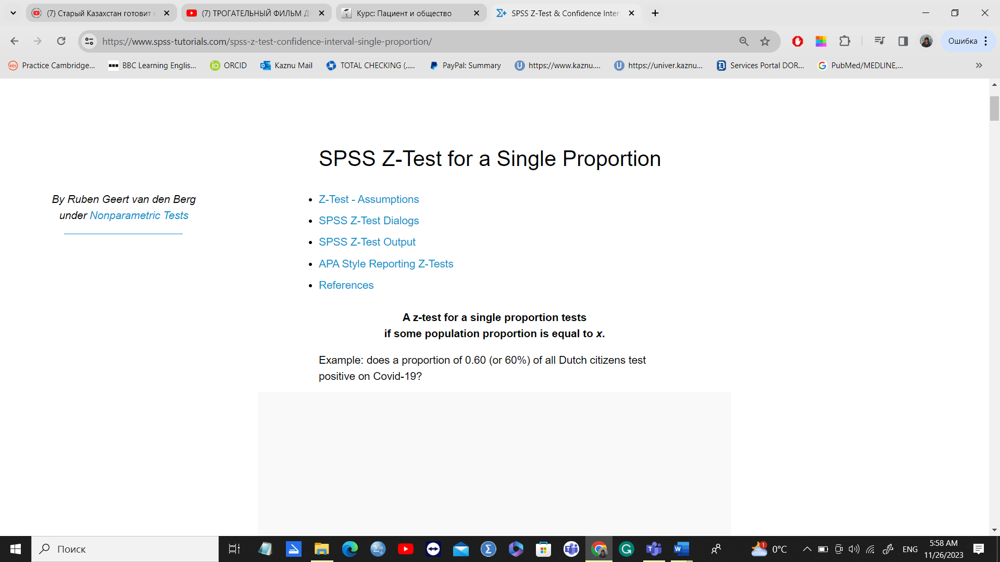 (7) Старый Казахстан готовит
(7) ТРОГАТЕЛЬНЫЙ ФИЛЬМ
Курс: Пациент и общество
SPSS Z-Test & Confidence Inter
https://www.spss-tutorials.com/spss-z-test-confidence-interval-single-proportion/
Ошибка
Practice Cambridge...
BBC Learning Englis...
ORCID
Kaznu Mail
TOTAL CHECKING (.....
PayPal: Summary
https://www.kaznu....
https://univer.kaznu...
Services Portal DOR...
PubMed/MEDLINE,...
SPSS Z-Test for a Single Proportion
By Ruben Geert van den Berg
under Nonparametric Tests
Z-Test - Assumptions
SPSS Z-Test Dialogs
SPSS Z-Test Output
APA Style Reporting Z-Tests
References
A z-test for a single proportion tests
if some population proportion is equal to x.
Example: does a proportion of 0.60 (or 60%) of all Dutch citizens test
positive on Covid-19?
Поиск
0°C
ENG
5:58 AM
11/26/2023